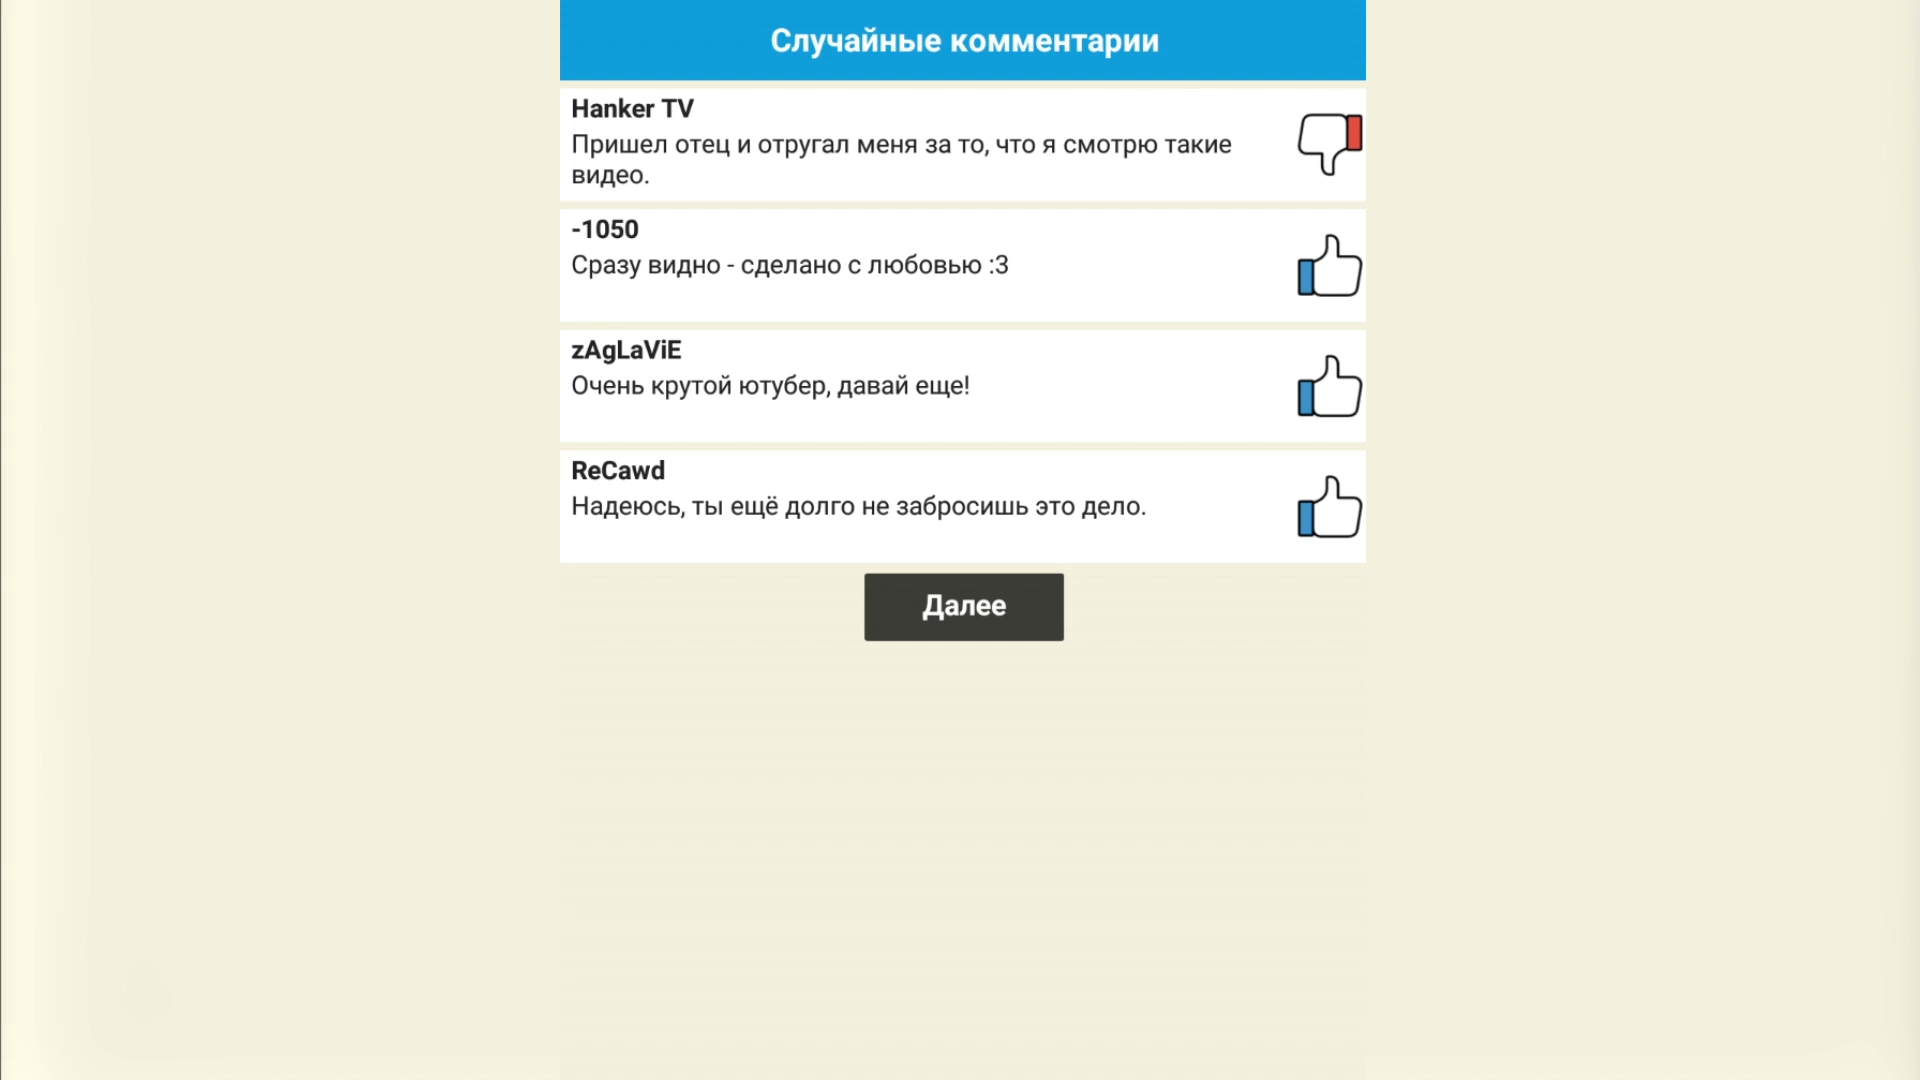 Случайные комментарии
Hanker TV
Пришел отец и отругал меня за то, что я смотрю такие
видео.
-1050
Сразу видно - сделано с любовью :3
zAgLaViE
Очень крутой ютубер, давай еще!
ReCawd
Надеюсь, ты ещё долго не забросишь это дело.
Далее